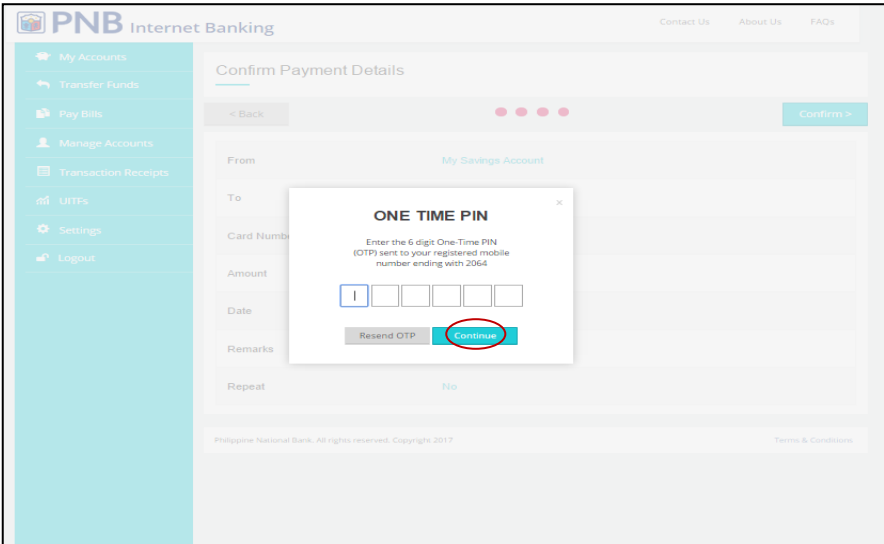 PNB Internet Banking
Contact Us About Us FAQs
My Accounts
Transfer Funds
Pay Bills
Manage Accounts
Transaction Receipts
UITFs
Settings
Logout
Confirm Payment Details
< Back
Confirm >
From My Savings Account
To
Card Numbe
Amount
Date
Remarks
Repeat No
×
ONE TIME PIN
Enter the 6 digit One-Time PIN
(OTP) sent to your registered mobile
number ending with 2064
Resend OTP Continue
Philippine National Bank. All rights reserved. Copyright 2017
Terms & Conditions